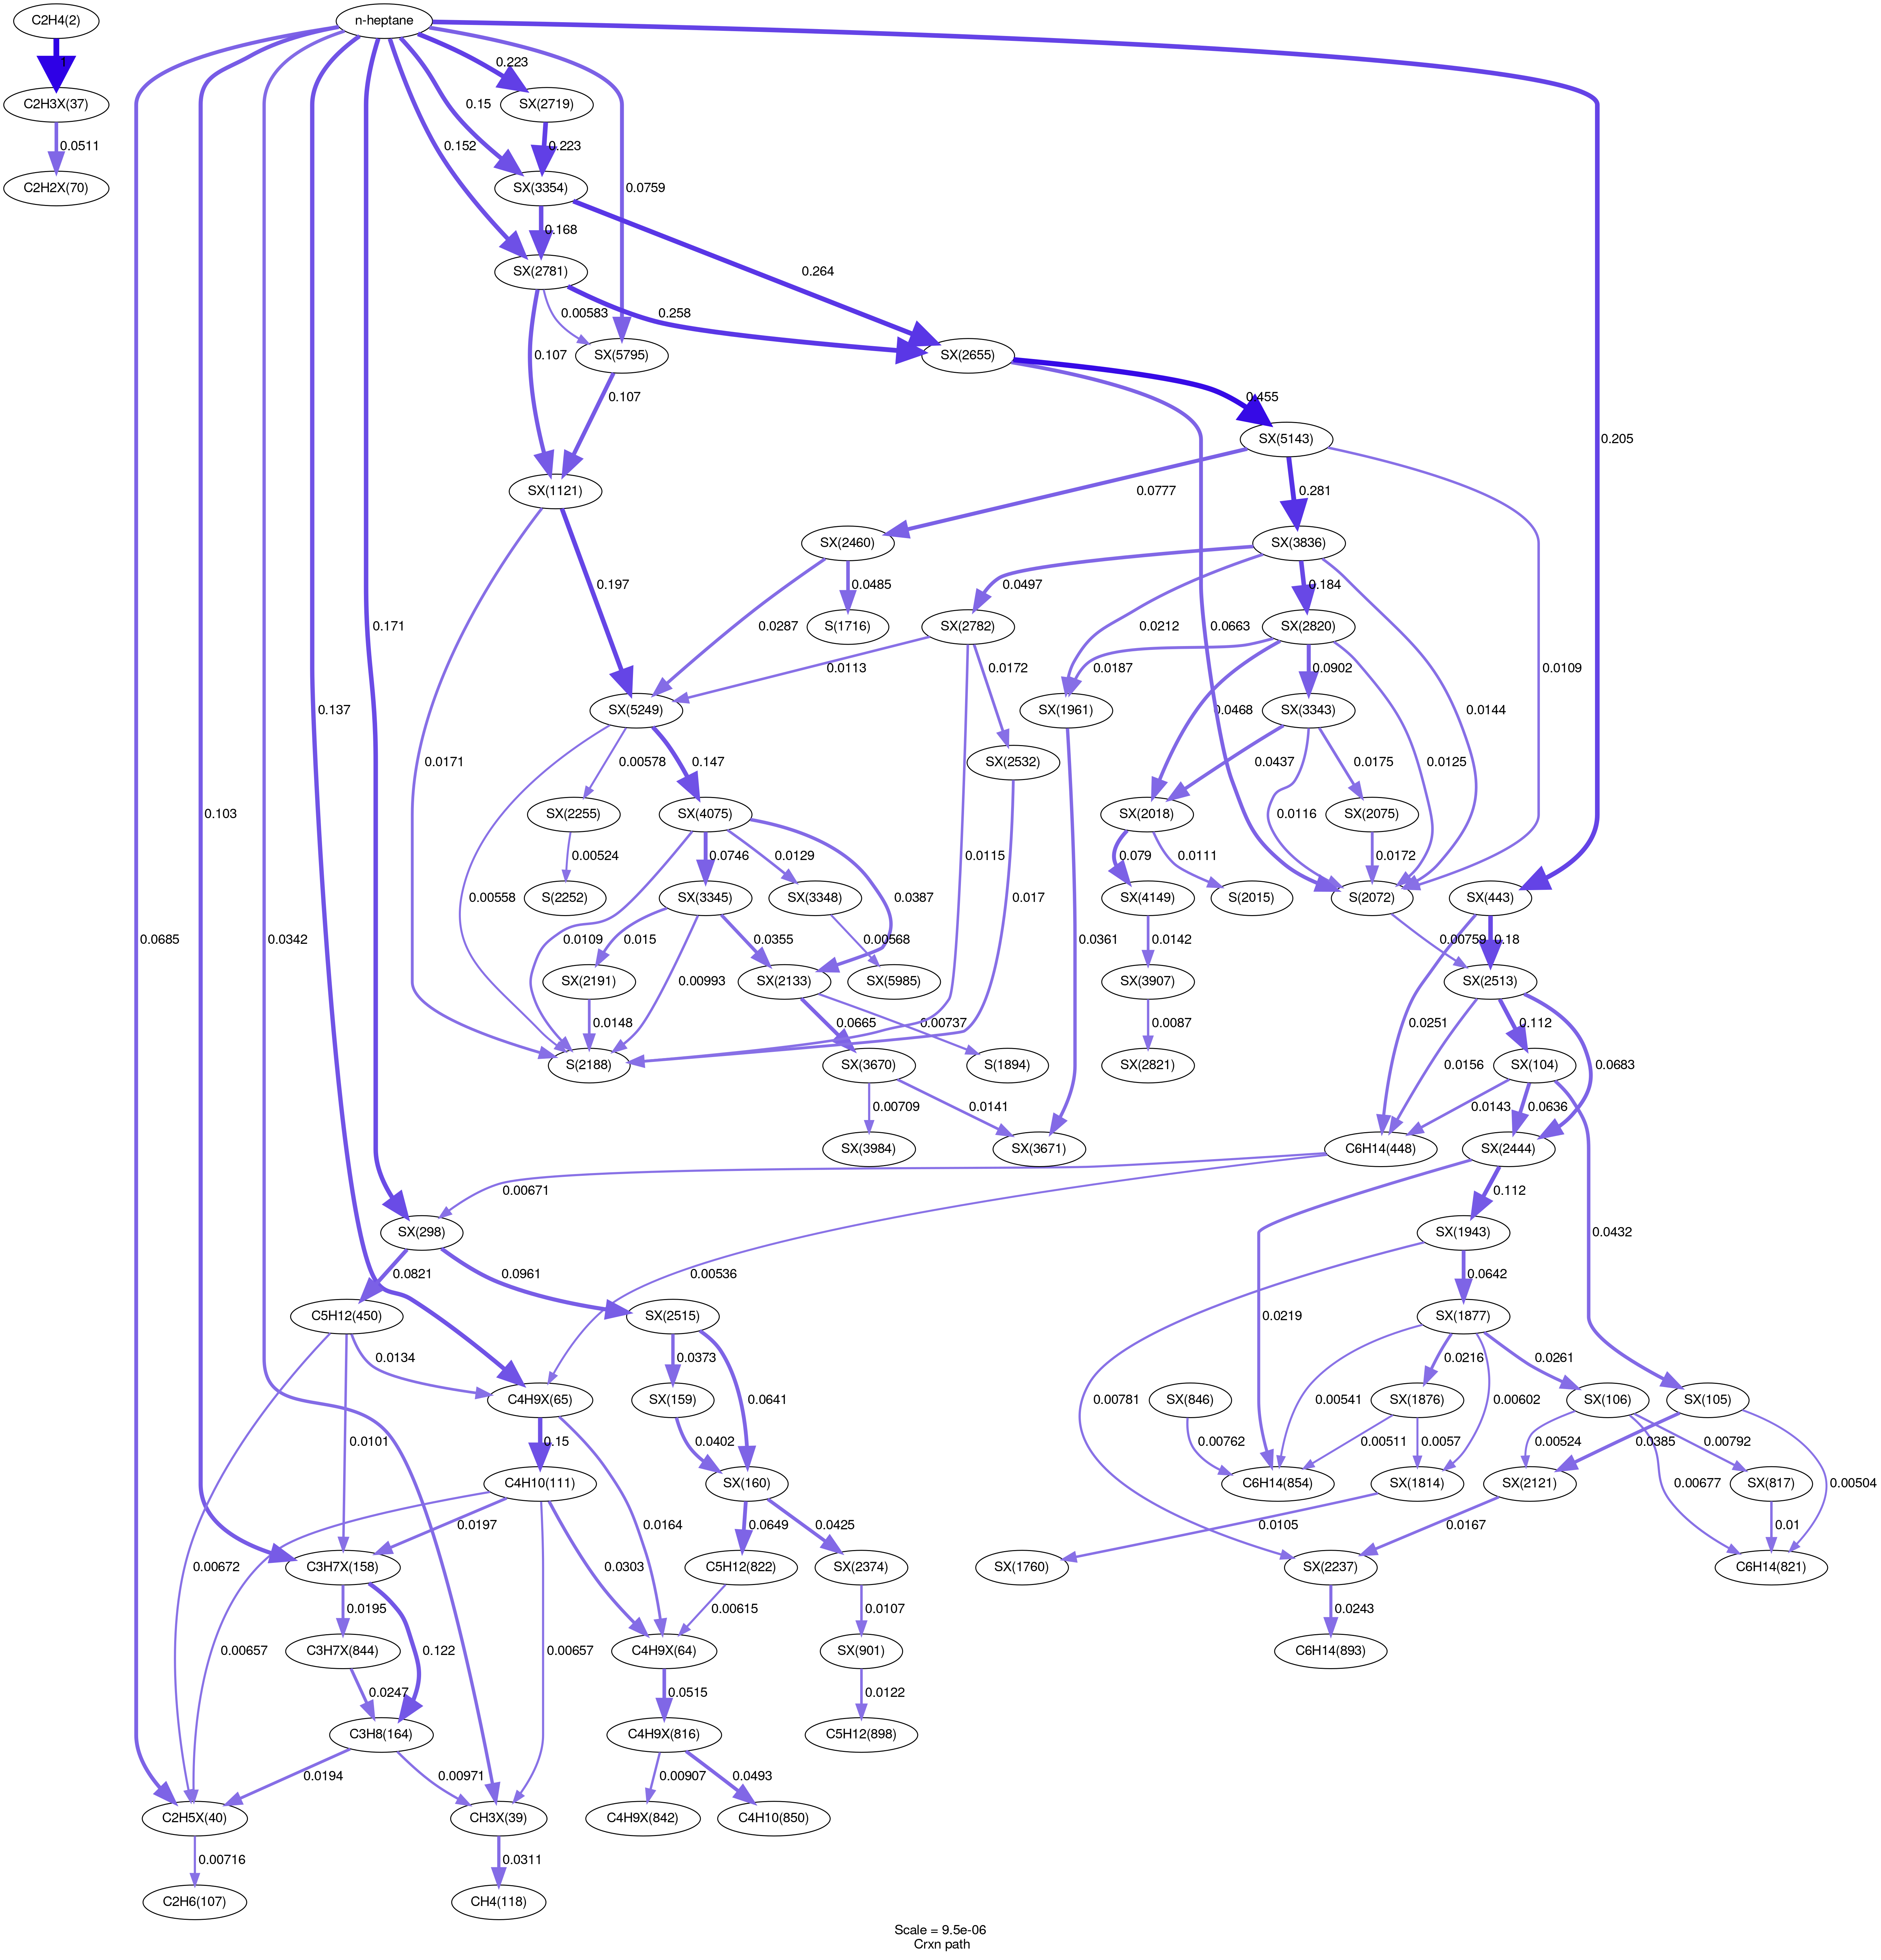 C2H4(2)
n-heptane
1
0.223
C2H3X(37)
SX(2719)
0.15
0.152
0.0511
0.223
C2H2X(70)
SX(3354)
0.0759
0.168
SX(2781)
0.264
0.00583
0.258
0.107
SX(5795)
SX(2655)
0.107
0.455
0.205
SX(5143)
SX(1121)
0.0777
0.281
SX(2460)
SX(3836)
0.197
0.0485
0.0497
0.184
0.171
0.0287
S(1716)
SX(2782)
0.0212
SX(2820)
0.0663
0.0113
0.0172
0.0187
0.0902
0.0109
0.137
SX(5249)
SX(1961)
0.0468
SX(3343)
0.0144
0.0171
0.00578
0.147
SX(2532)
0.0437
0.0175
0.0125
0.103
SX(2255)
SX(4075)
SX(2018)
0.0116
SX(2075)
0.00524
0.0746
0.0129
0.0115
0.079
0.0111
0.0172
0.00558
S(2252)
SX(3345)
SX(3348)
0.0387
0.017
SX(4149)
S(2015)
S(2072)
SX(443)
0.0685
0.0342
0.0109
0.015
0.0355
0.00568
0.0361
0.0142
0.00759
0.18
SX(2191)
0.00993
SX(2133)
SX(5985)
SX(3907)
SX(2513)
0.0148
0.0665
0.00737
0.0087
0.0251
0.112
S(2188)
SX(3670)
S(1894)
SX(2821)
0.0156
SX(104)
0.0683
0.00709
0.0141
0.0143
0.0636
SX(3984)
SX(3671)
C6H14(448)
SX(2444)
0.00671
0.112
SX(298)
SX(1943)
0.0432
0.0821
0.0961
0.00536
0.0642
C5H12(450)
SX(2515)
0.0219
SX(1877)
0.0134
0.0373
0.0216
0.0261
0.0641
0.00781
0.00541
0.00602
C4H9X(65)
SX(159)
SX(846)
SX(1876)
SX(106)
SX(105)
0.0101
0.15
0.0402
0.00762
0.00511
0.0057
0.00524
0.00792
0.0385
C4H10(111)
SX(160)
C6H14(854)
SX(1814)
SX(2121)
SX(817)
0.00504
0.0197
0.0164
0.0649
0.0425
0.0105
0.0167
0.00677
0.01
0.00672
C3H7X(158)
0.0303
C5H12(822)
SX(2374)
SX(1760)
SX(2237)
C6H14(821)
0.0195
0.00615
0.0107
0.0243
0.00657
C3H7X(844)
0.122
0.00657
C4H9X(64)
SX(901)
C6H14(893)
0.0247
0.0515
0.0122
C3H8(164)
C4H9X(816)
C5H12(898)
0.0194
0.00971
0.00907
0.0493
C2H5X(40)
CH3X(39)
C4H9X(842)
C4H10(850)
0.00716
0.0311
C2H6(107)
CH4(118)
Scale = 9.5e-06
Crxn path